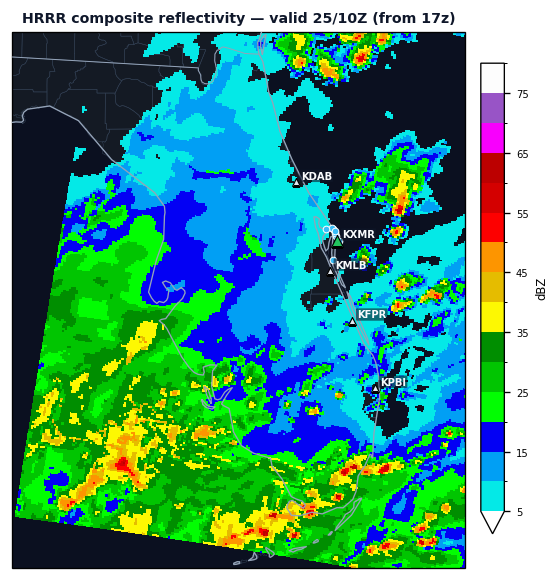 HRRR composite reflectivity — valid 25/10Z (from 17z)
KDAB
KXMR
KMLB
KFPR
KPBI
75
65
55
45
35
25
15
5
dBZ